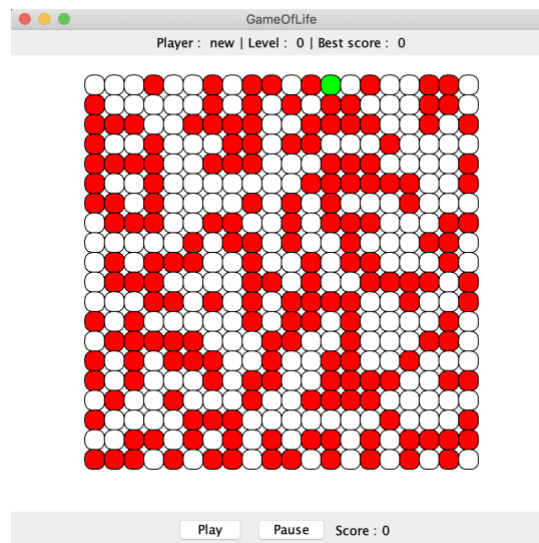 GameOfLife
Player : new | Level : 0 | Best score : 0
Play Pause Score : 0